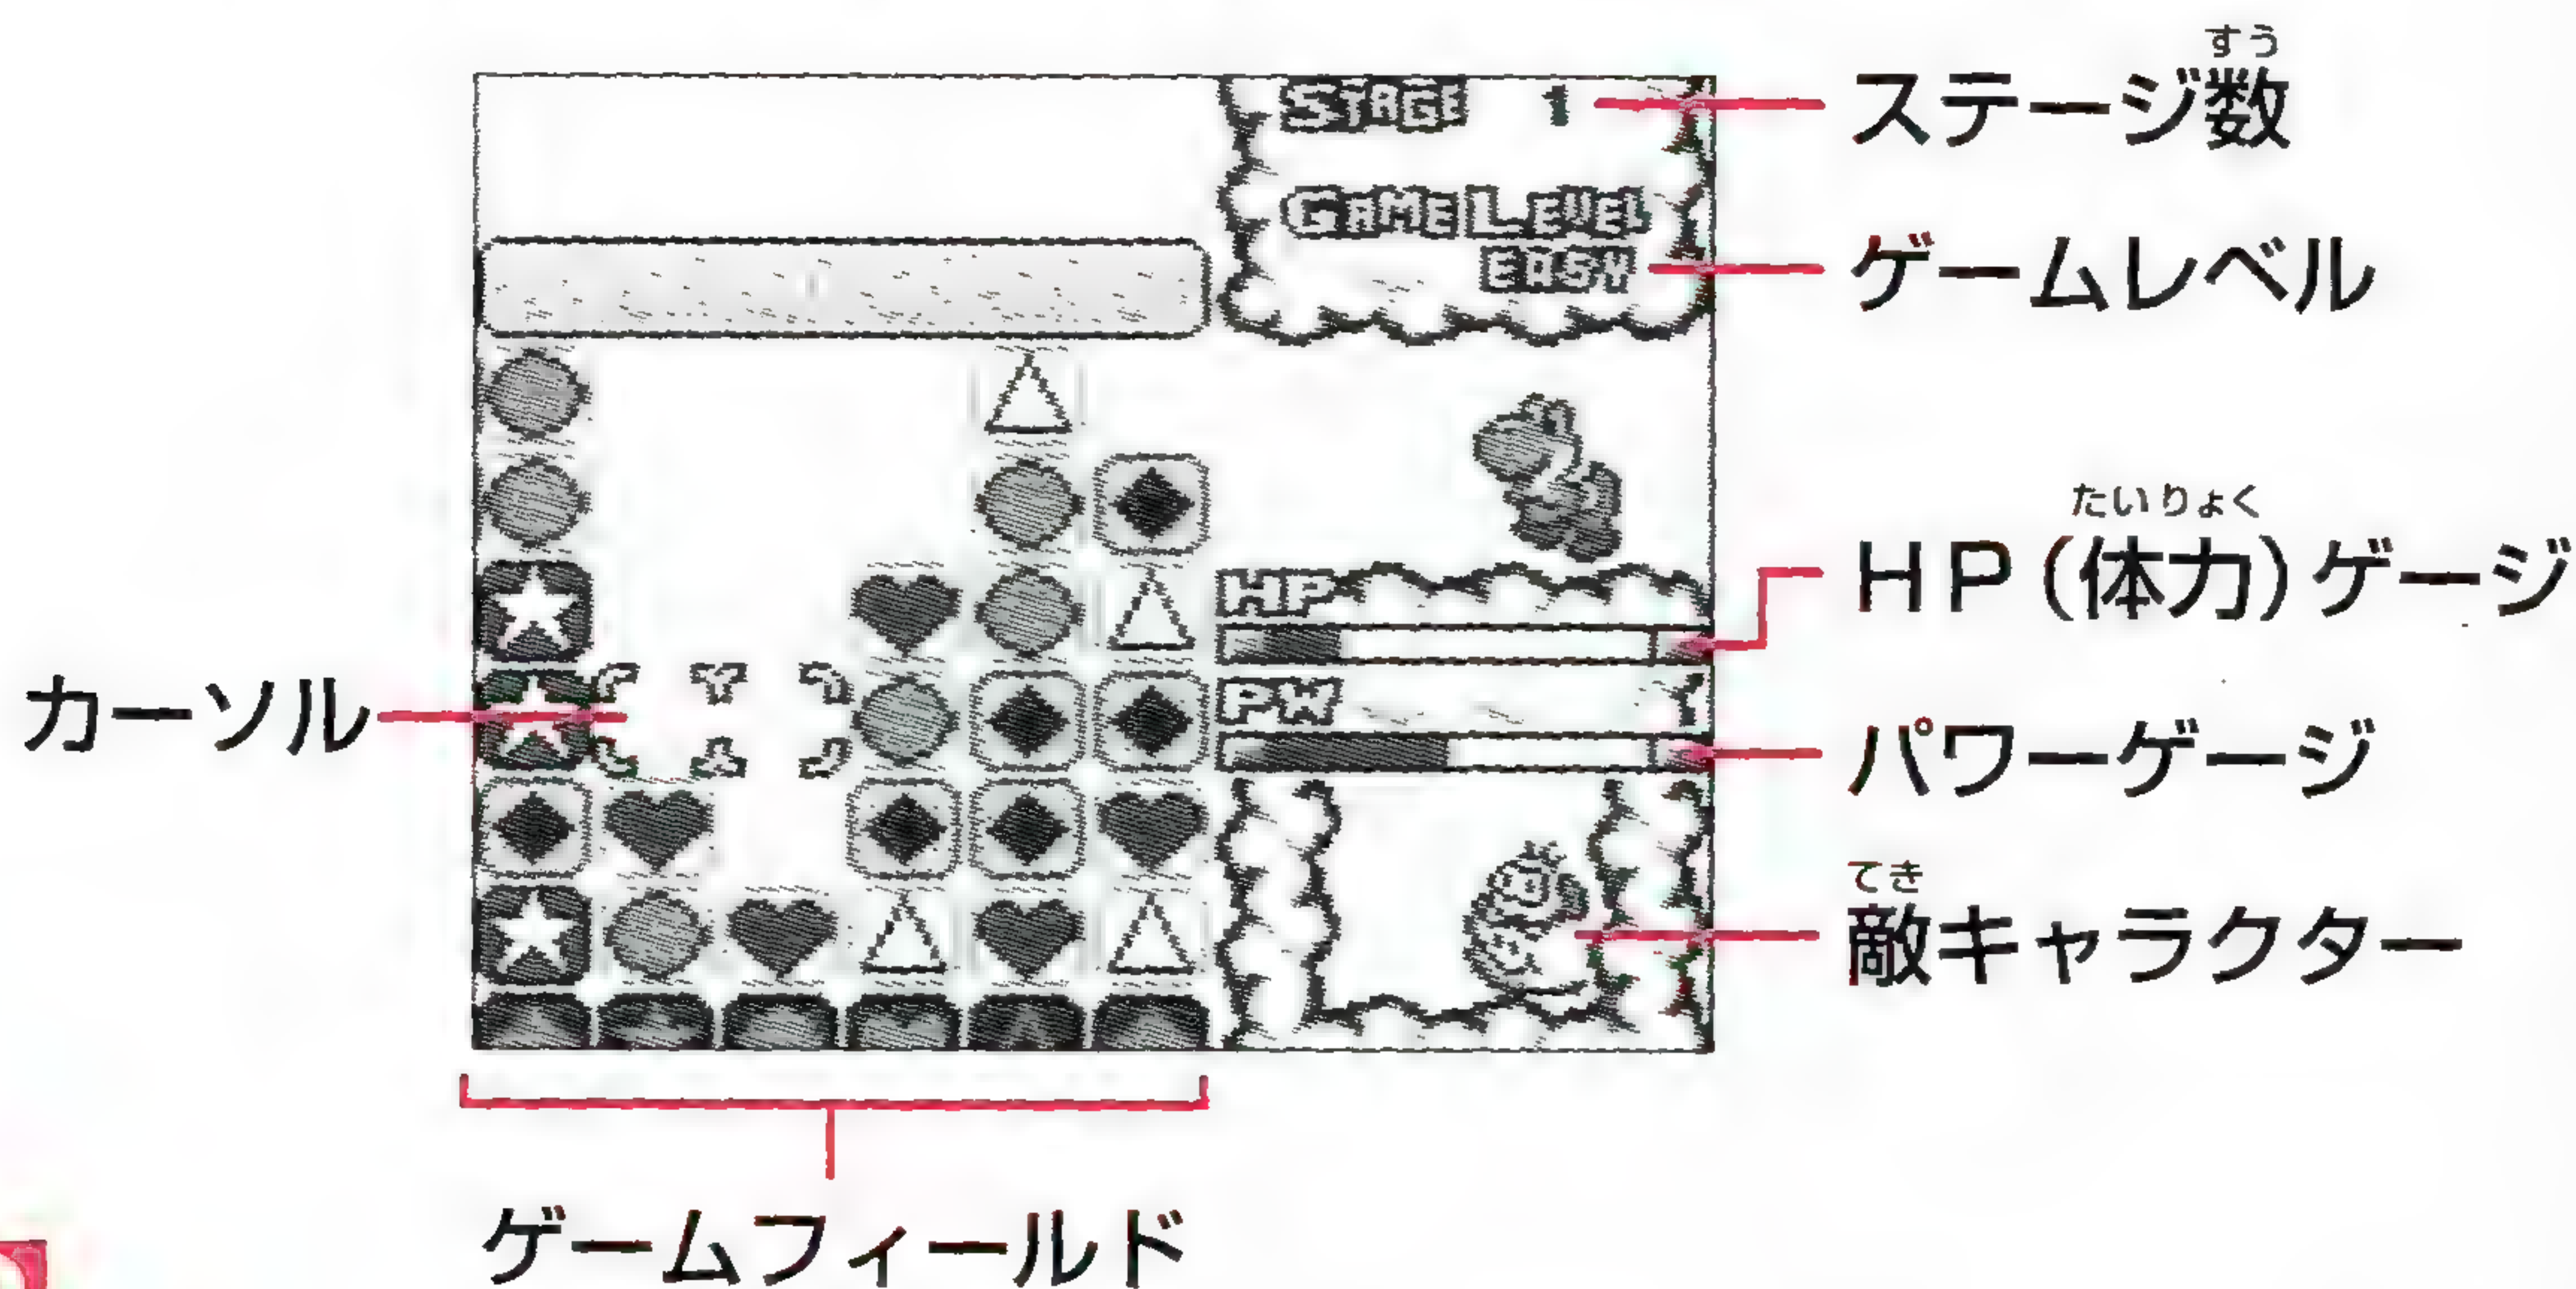 すう
STAGE 1
ステージ数
GAME LEVEL
EASY
ゲームレベル
たいりょく
HP
HP(体力)ゲージ
カーソル
PW
パワーゲージ
てき
敵キャラクター
ゲームフィールド